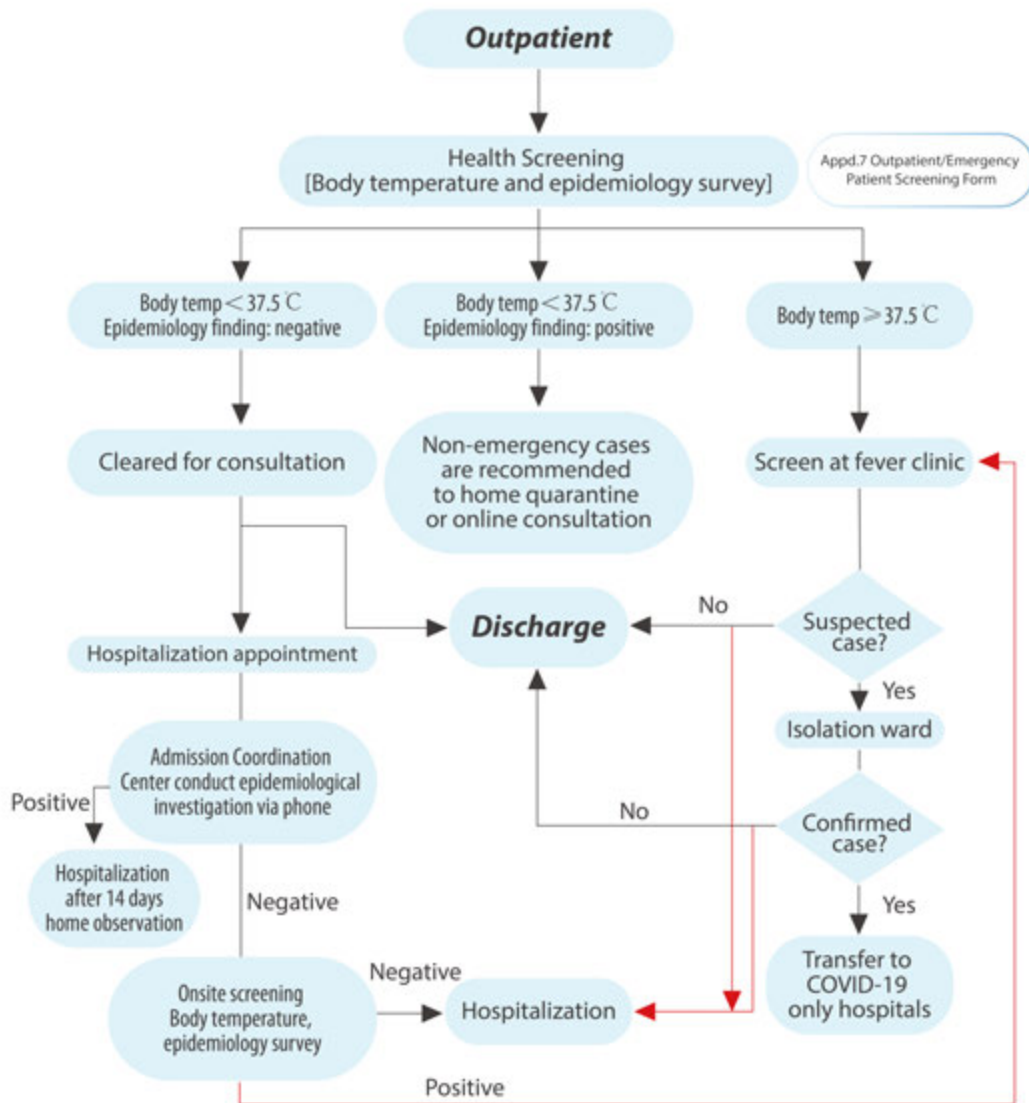 Outpatient
Health Screening
[Body temperature and epidemiology survey]
Appd.7 Outpatient/Emergency
Patient Screening Form
Body temp < 37.5 ℃
Epidemiology finding: negative
Body temp < 37.5 ℃
Epidemiology finding: positive
Body temp ⩾ 37.5 ℃
Cleared for consultation
Non-emergency cases
are recommended
to home quarantine
or online consultation
Screen at fever clinic
Discharge
No
Suspected
case?
Hospitalization appointment
Yes
Isolation ward
Admission Coordination
Center conduct epidemiological
investigation via phone
Positive
No
Confirmed
case?
Hospitalization
after 14 days
home observation
Negative
Yes
Transfer to
COVID-19
only hospitals
Onsite screening
Body temperature,
epidemiology survey
Negative
Hospitalization
Positive